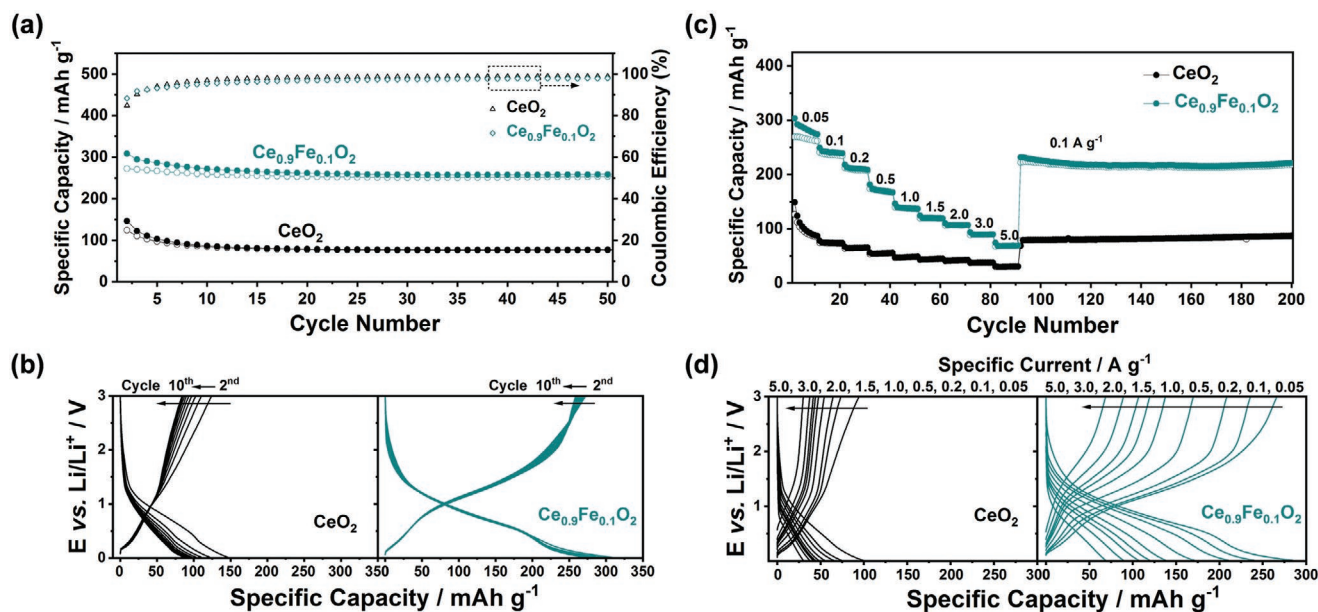 (a)
500
400
300
200
100
0
Specific Capacity / mAh g⁻¹
100
80
60
40
20
0
Coulombic Efficiency (%)
CeO₂
Ce₀.₉Fe₀.₁O₂
Ce₀.₉Fe₀.₁O₂
CeO₂
5 10 15 20 25 30 35 40 45 50
Cycle Number
(b)
Cycle 10ᵗʰ 2ⁿᵈ
Cycle 10ᵗʰ 2ⁿᵈ
3
2
1
0
E vs. Li/Li⁺ / V
CeO₂
Ce₀.₉Fe₀.₁O₂
0 50 100 150 200 250 300 350 50 100 150 200 250 300 350
Specific Capacity / mAh g⁻¹
(c)
400
300
200
100
0
Specific Capacity / mAh g⁻¹
CeO₂
Ce₀.₉Fe₀.₁O₂
0.05
0.1
0.2
0.5
1.0
1.5
2.0
3.0
5.0
0.1 A g⁻¹
20 40 60 80 100 120 140 160 180 200
Cycle Number
(d)
Specific Current / A g⁻¹
5.0, 3.0, 2.0, 1.5, 1.0, 0.5, 0.2, 0.1, 0.05
5.0, 3.0, 2.0, 1.5, 1.0, 0.5, 0.2, 0.1, 0.05
3
2
1
0
E vs. Li/Li⁺ / V
CeO₂
Ce₀.₉Fe₀.₁O₂
0 50 100 150 200 250 300 0 50 100 150 200 250 300
Specific Capacity / mAh g⁻¹